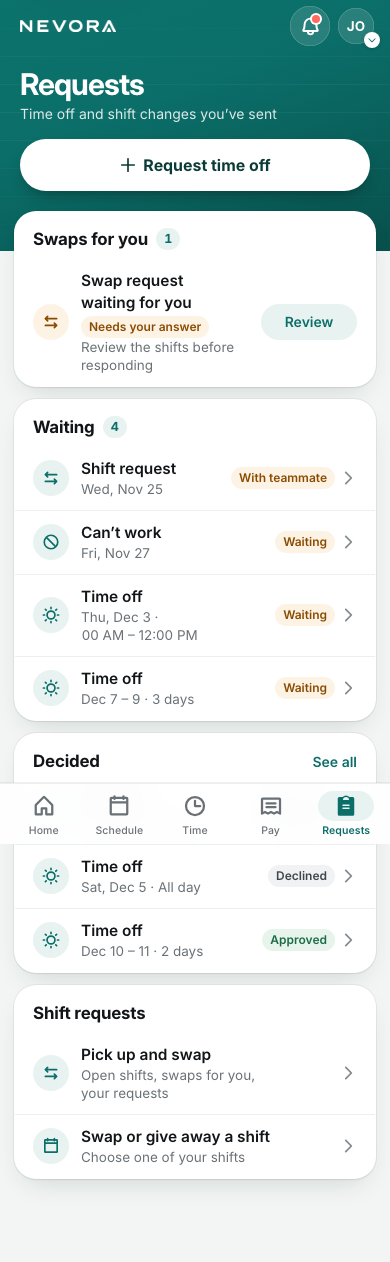 NEVORA
JO
Requests
Time off and shift changes you’ve sent
Request time off
Swaps for you 1
Swap request
waiting for you
Needs your answer
Review the shifts before
responding
Review
Waiting 4
Shift request
Wed, Nov 25
With teammate
Can’t work
Fri, Nov 27
Waiting
Time off
Thu, Dec 3 ·
00 AM – 12:00 PM
Waiting
Time off
Dec 7 – 9 · 3 days
Waiting
Decided
See all
Home
Schedule
Time
Pay
Requests
Time off
Sat, Dec 5 · All day
Declined
Time off
Dec 10 – 11 · 2 days
Approved
Shift requests
Pick up and swap
Open shifts, swaps for you,
your requests
Swap or give away a shift
Choose one of your shifts